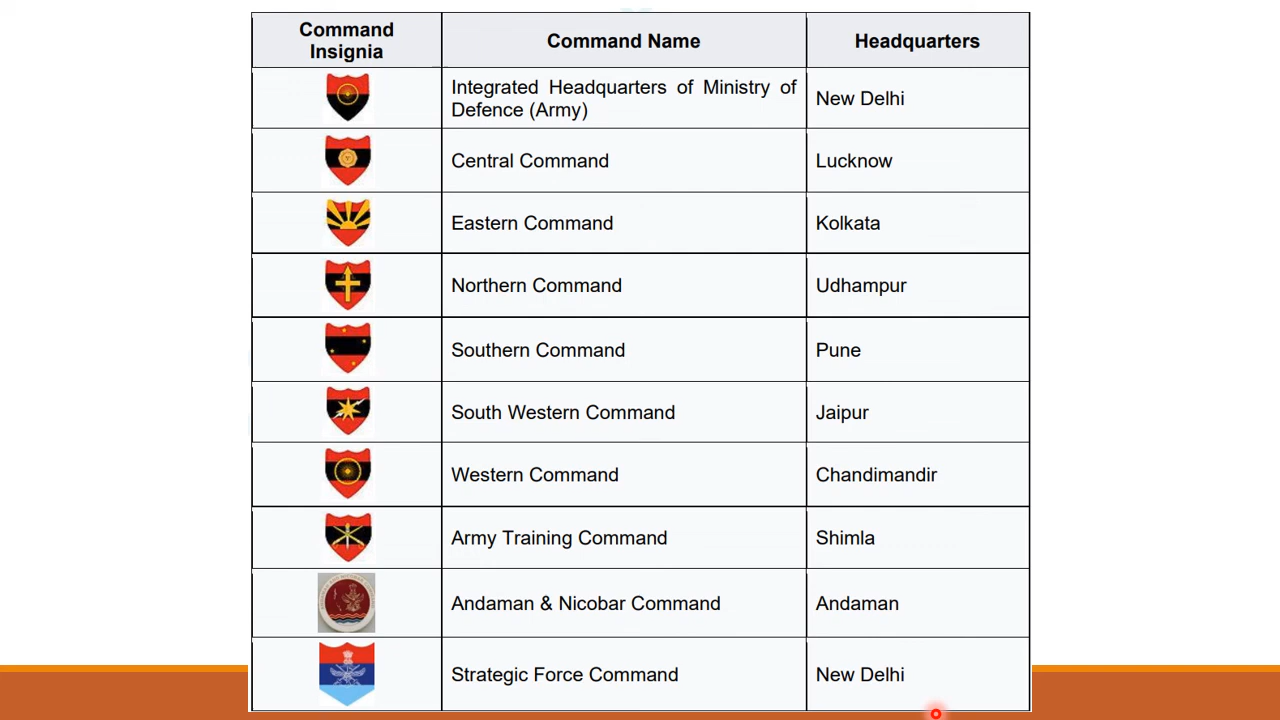 Command Insignia
Command Name
Headquarters
Integrated Headquarters of Ministry of
Defence (Army)
New Delhi
Central Command
Lucknow
Eastern Command
Kolkata
Northern Command
Udhampur
Southern Command
Pune
South Western Command
Jaipur
Western Command
Chandimandir
Army Training Command
Shimla
Andaman & Nicobar Command
Andaman
Strategic Force Command
New Delhi